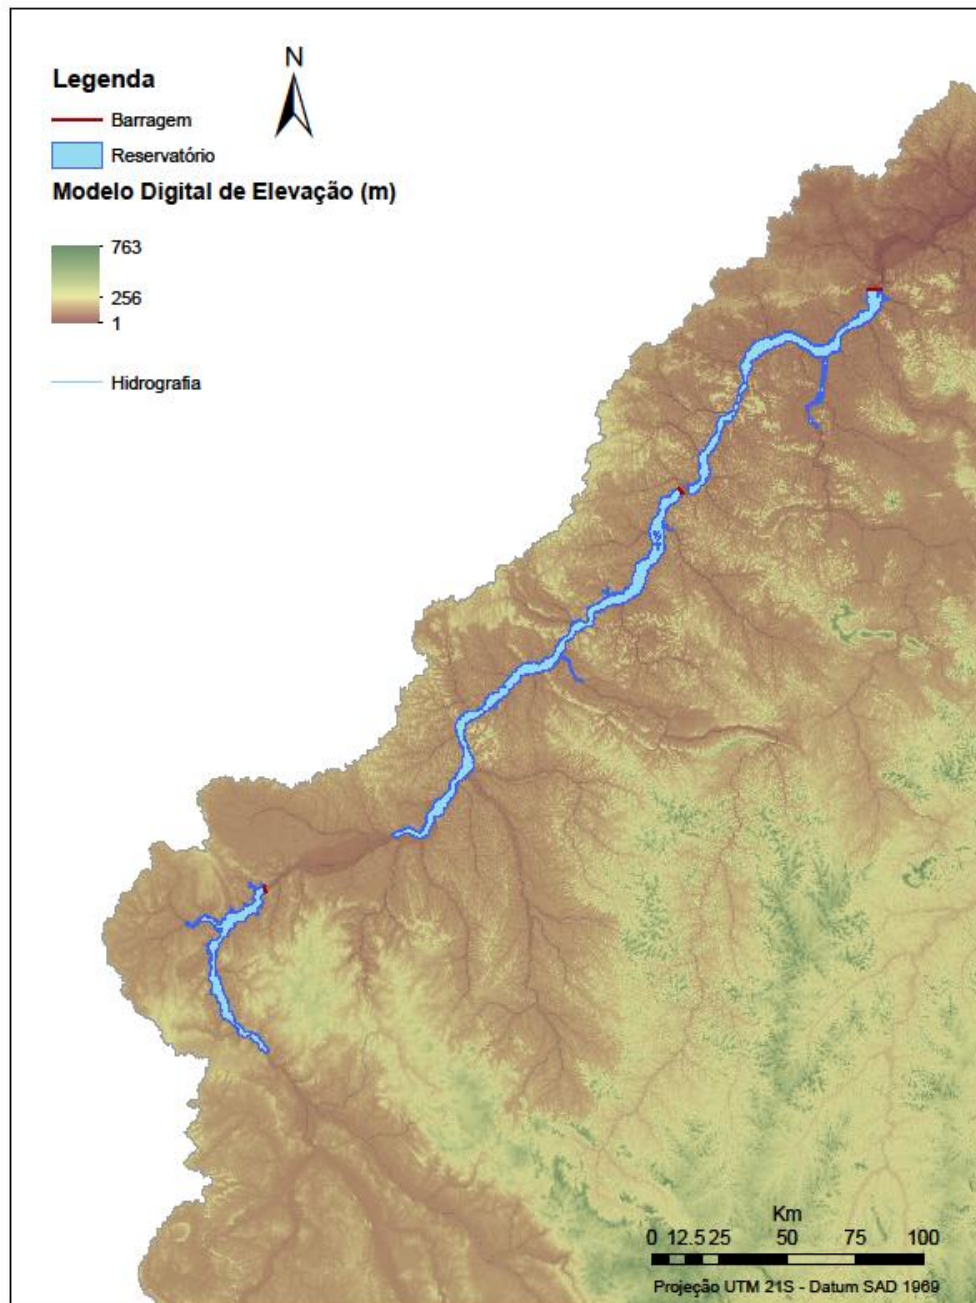 N
Legenda
Barragem
Reservatório
Modelo Digital de Elevação (m)
763
256
1
Hidrografia
Km
0 12.5 25 50 75 100
Projeção UTM 21S - Datum SAD 1969